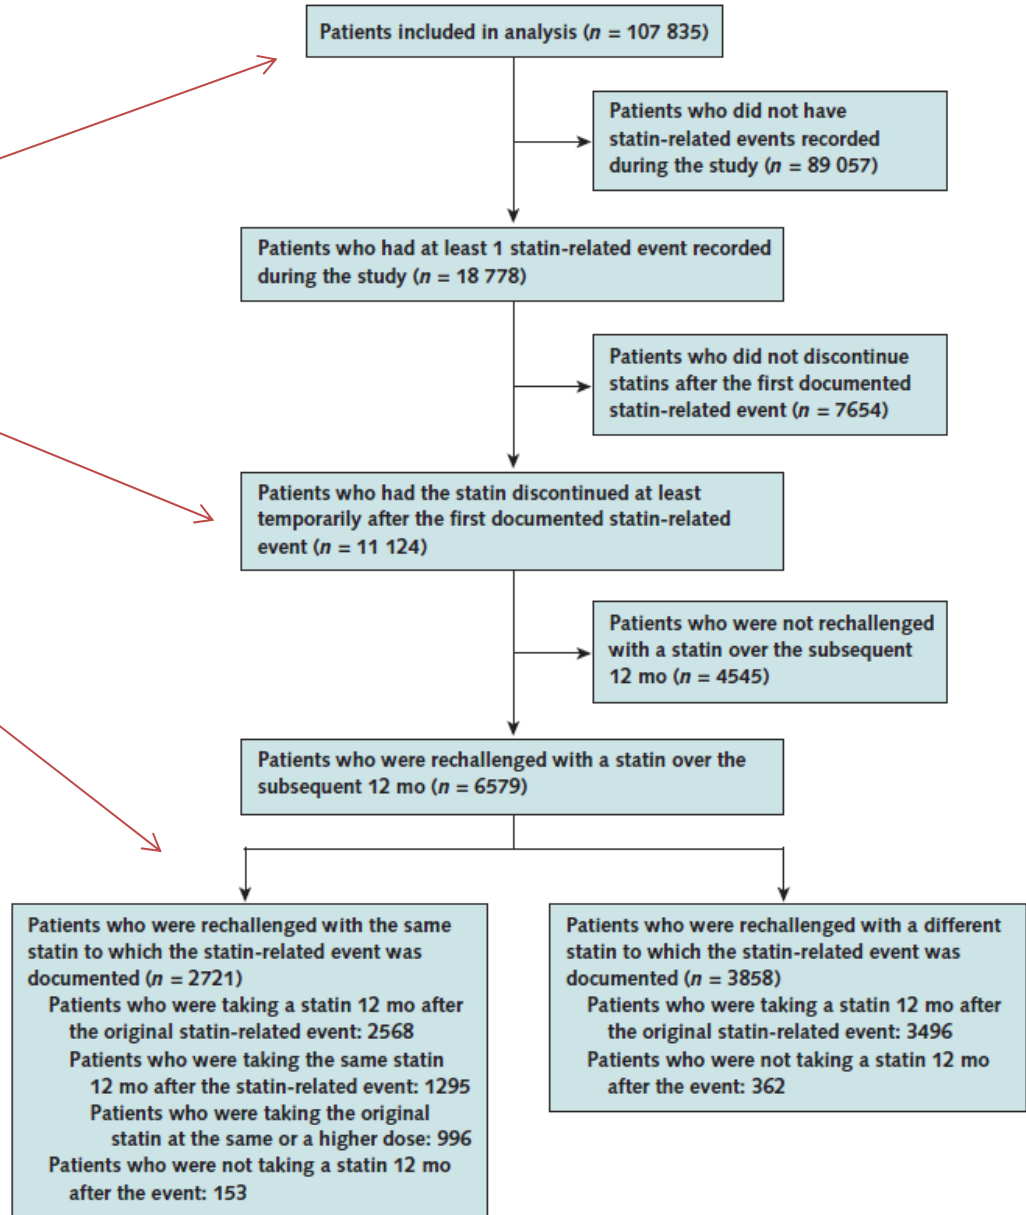 Patients included in analysis (n = 107 835)
Patients who did not have
statin-related events recorded
during the study (n = 89 057)
Patients who had at least 1 statin-related event recorded
during the study (n = 18 778)
Patients who did not discontinue
statins after the first documented
statin-related event (n = 7654)
Patients who had the statin discontinued at least
temporarily after the first documented statin-related
event (n = 11 124)
Patients who were not rechallenged
with a statin over the subsequent
12 mo (n = 4545)
Patients who were rechallenged with a statin over the
subsequent 12 mo (n = 6579)
Patients who were rechallenged with the same
statin to which the statin-related event was
documented (n = 2721)
Patients who were taking a statin 12 mo after
the original statin-related event: 2568
Patients who were taking the same statin
12 mo after the statin-related event: 1295
Patients who were taking the original
statin at the same or a higher dose: 996
Patients who were not taking a statin 12 mo
after the event: 153
Patients who were rechallenged with a different
statin to which the statin-related event was
documented (n = 3858)
Patients who were taking a statin 12 mo after
the original statin-related event: 3496
Patients who were not taking a statin 12 mo
after the event: 362